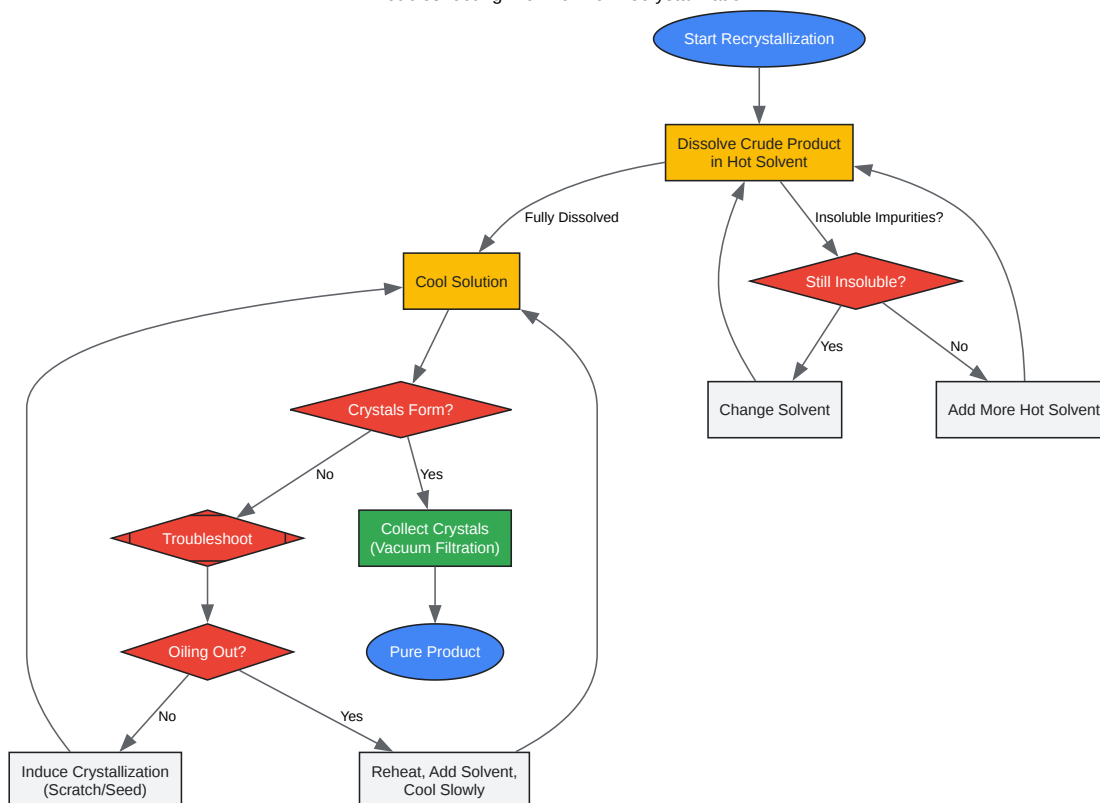 Start Recrystallization
Dissolve Crude Product
in Hot Solvent
Fully Dissolved
Insoluble Impurities?
Cool Solution
Still Insoluble?
Yes
No
Crystals Form?
Change Solvent
Add More Hot Solvent
No
Yes
Troubleshoot
Collect Crystals
(Vacuum Filtration)
Oiling Out?
Pure Product
No
Yes
Induce Crystallization
(Scratch/Seed)
Reheat, Add Solvent,
Cool Slowly